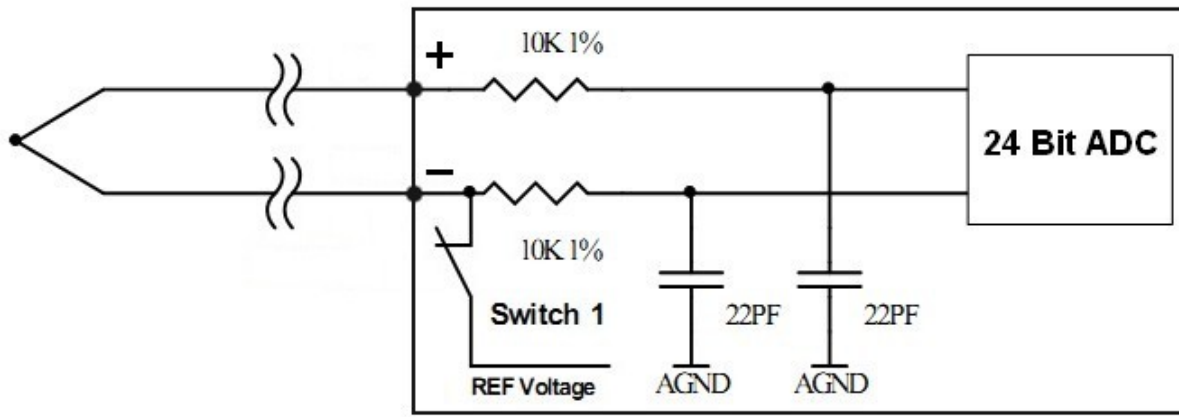 +
10K 1%
24 Bit ADC
−
10K 1%
Switch 1
22PF
22PF
REF Voltage
AGND
AGND